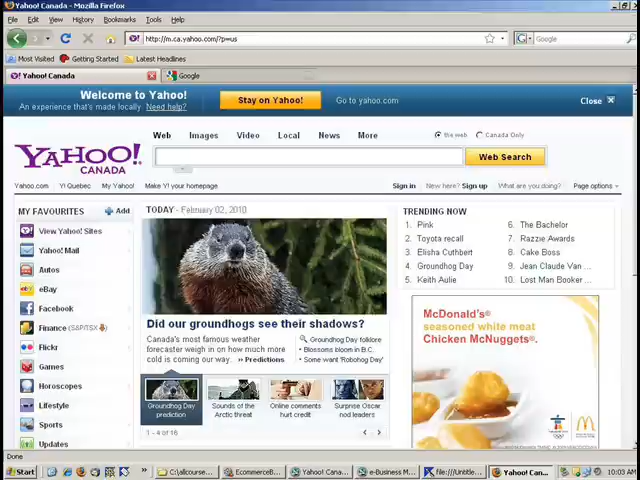 Yahoo! Canada - Mozilla Firefox
File Edit View History Bookmarks Tools Help
http://m.ca.yahoo.com/?p=us
Google
Most Visited Getting Started Latest Headlines
Yahoo! Canada Google
Welcome to Yahoo!
An experience that's made locally. Need help?
Stay on Yahoo!
Go to yahoo.com
Close X
Web Images Video Local News More
the web Canada Only
YAHOO!
CANADA
Web Search
Yahoo.com Y! Quebec My Yahoo! Make Y! your homepage
Sign in New here? Sign up What are you doing? Page options
MY FAVOURITES Add
View Yahoo! Sites
Yahoo! Mail
Autos
eBay
Facebook
Finance (S&P/TSX)
Flickr
Games
Horoscopes
Lifestyle
Sports
Updates
TODAY - February 02, 2010
Did our groundhogs see their shadows?
Canada's most famous weather
forecaster weigh in on how much more
cold is coming our way. » Predictions
Groundhog Day folklore
• Blossoms bloom in B.C.
• Some want 'Robohog Day'
Groundhog Day
prediction
Sounds of the
Arctic threat
Online comments
hurt credit
Surprise Oscar
nod leaders
1 - 4 of 16
TRENDING NOW
1. Pink
2. Toyota recall
3. Elisha Cuthbert
4. Groundhog Day
5. Keith Aulie
6. The Bachelor
7. Razzie Awards
8. Cake Boss
9. Jean Claude Van ...
10. Lost Man Booker ...
McDonald's®
seasoned white meat
Chicken McNuggets®.
Done
Start
C:\allcourse...
EcommerceB...
Yahoo! Cana...
e-Business M...
file:///Untitle...
Yahoo! Can...
10:03 AM